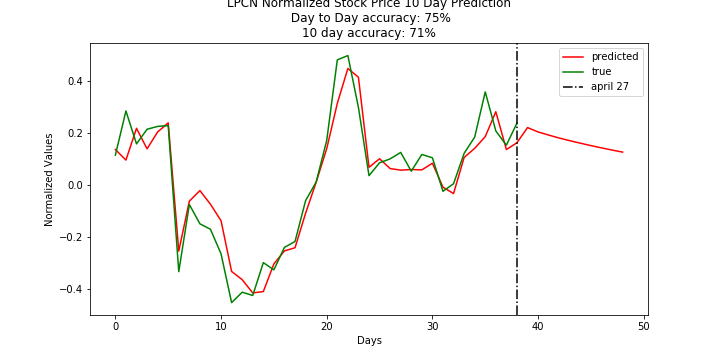 LPCN Normalized Stock Price 10 Day Prediction
Day to Day accuracy: 75%
10 day accuracy: 71%
predicted
true
april 27
Normalized Values
0.4
0.2
0.0
−0.2
−0.4
0
10
20
30
40
50
Days